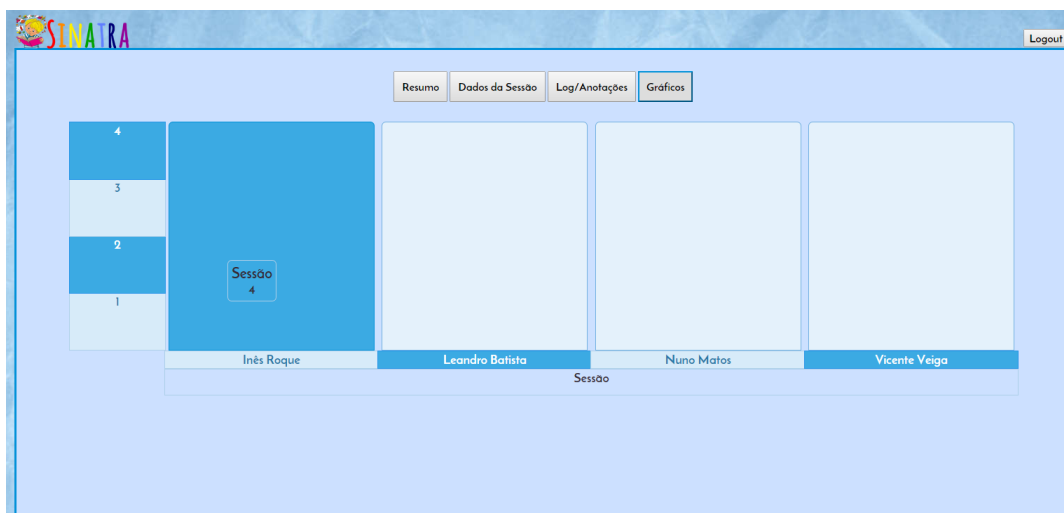 SINATRA
Logout
Resumo
Dados da Sessão
Log/Anotações
Gráficos
4
3
2
1
Sessão
4
Inês Roque
Leandro Batista
Nuno Matos
Vicente Veiga
Sessão